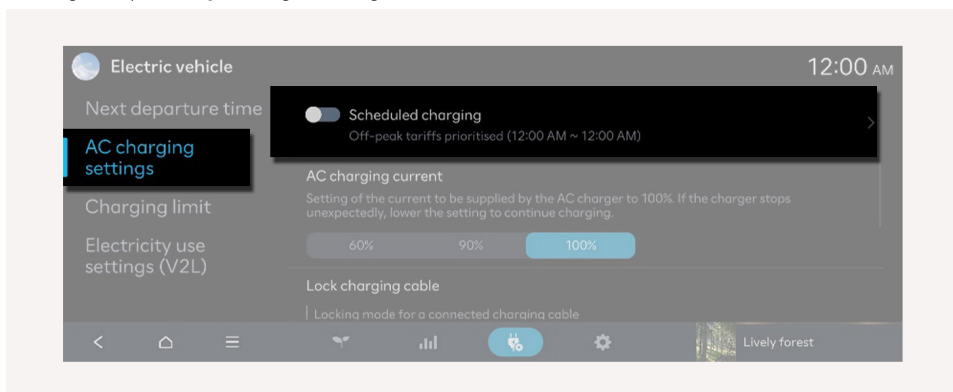 Electric vehicle
12:00 AM
Next departure time
AC charging
settings
Charging limit
Electricity use
settings (V2L)
Scheduled charging
Off-peak tariffs prioritised (12:00 AM ~ 12:00 AM)
AC charging current
Setting of the current to be supplied by the AC charger to 100%. If the charger stops
unexpectedly, lower the setting to continue charging.
60% 90% 100%
Lock charging cable
Locking mode for a connected charging cable
Lively forest